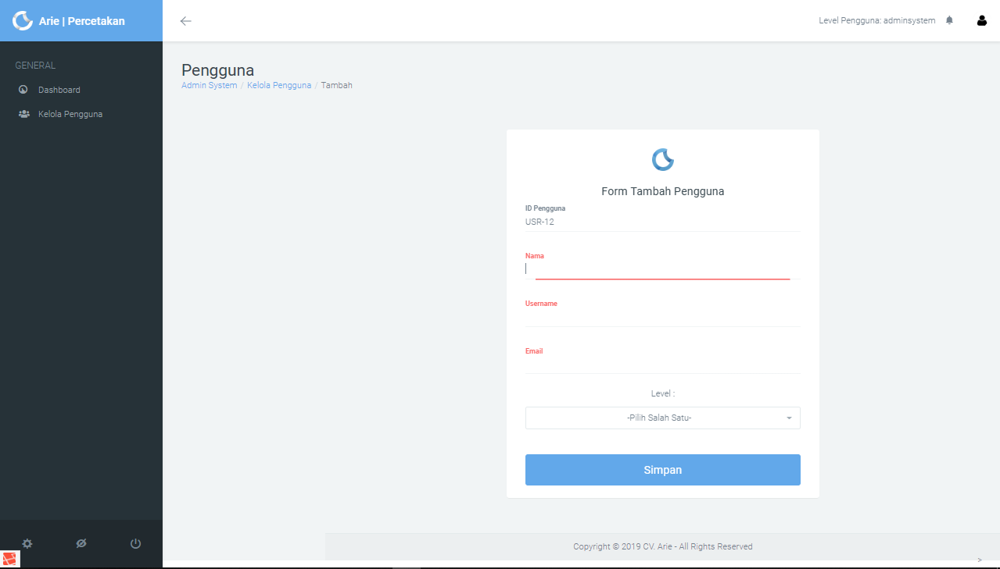 Arie | Percetakan
Level Pengguna: adminsystem
GENERAL
Dashboard
Kelola Pengguna
Pengguna
Admin System / Kelola Pengguna / Tambah
Form Tambah Pengguna
ID Pengguna
USR-12
Nama
Username
Email
Level :
-Pilih Salah Satu-
Simpan
Copyright © 2019 CV. Arie - All Rights Reserved
>